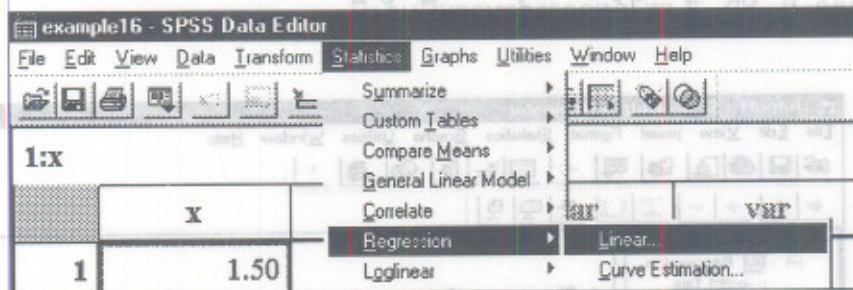 example16 - SPSS Data Editor
File Edit View Data Transform Statistics Graphs Utilities Window Help
Summarize
Custom Tables
Compare Means
General Linear Model
Correlate
Regression
Loglinear
Linear...
Curve Estimation...
1:x
x var
1 1.50